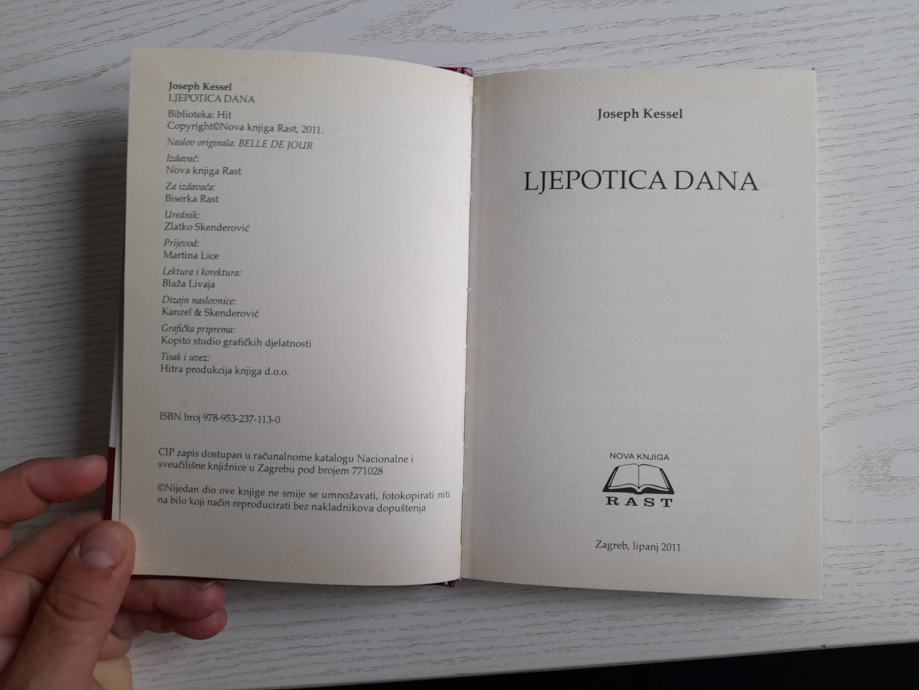 Joseph Kessel
LJEPOTICA DANA
Biblioteka: Hit
Copyright©Nova knjiga Rast, 2011.
Naslov originala: BELLE DE JOUR
Izdavač:
Nova knjiga Rast
Za izdavača:
Biserka Rast
Urednik:
Zlatko Skenderović
Prijevod:
Martina Lice
Lektura i korektura:
Blaža Livaja
Dizajn naslovnice:
Kanzel & Skenderović
Grafička priprema:
Kopito studio grafičkih djelatnosti
Tisak i uvez:
Hitra produkcija knjiga d.o.o.
ISBN broj 978-953-237-113-0
CIP zapis dostupan u računalnome katalogu Nacionalne i
sveučilišne knjižnice u Zagrebu pod brojem 771028
©Nijedan dio ove knjige ne smije se umnožavati, fotokopirati niti
na bilo koji način reproducirati bez nakladnikova dopuštenja
Joseph Kessel
LJEPOTICA DANA
NOVA KNJIGA
RAST
Zagreb, lipanj 2011